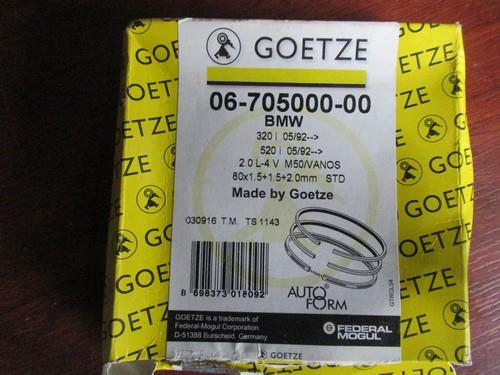 GOETZE
06-705000-00
BMW
320 i 05/92-->
520 i 05/92-->
2.0 L-4 V M50/VANOS
80x1.5+1.5+2.0mm STD
Made by Goetze
030916 T.M. TS 1143
8 698373 018092
AUTO
FORM
GTRGL04
GOETZE is a trademark of
Federal-Mogul Corporation
D-51388 Burscheid, Germany
FEDERAL
MOGUL
GOETZE
GOETZE
GOETZE
GOETZE